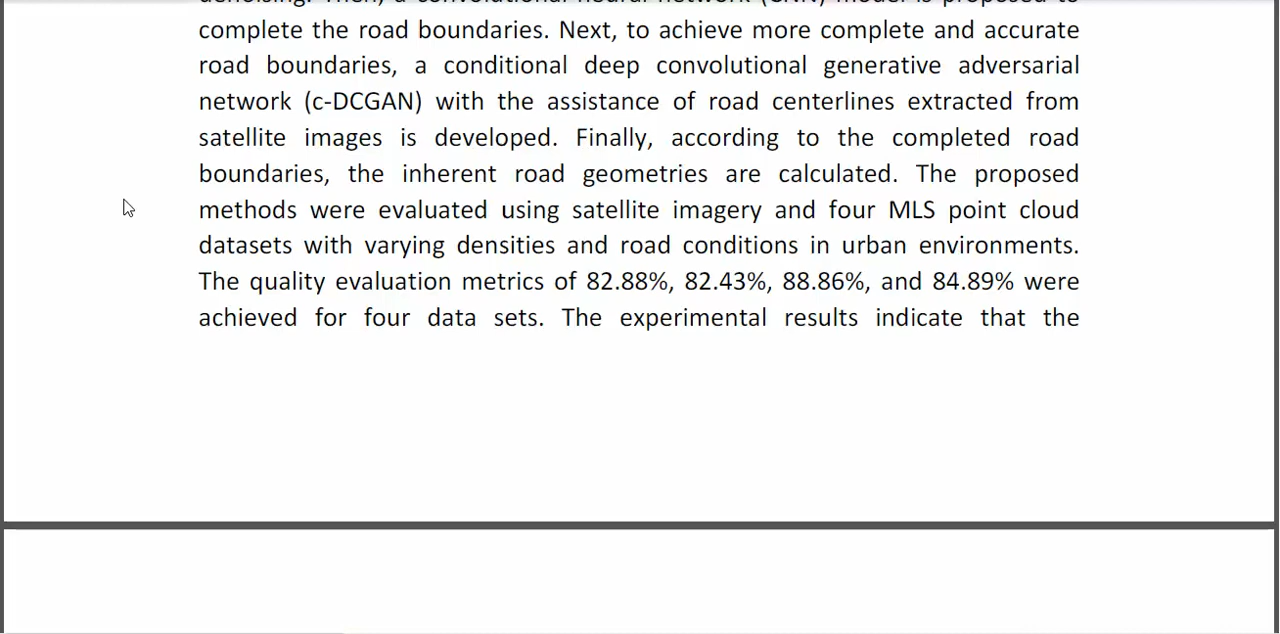 complete the road boundaries. Next, to achieve more complete and accurate
road boundaries, a conditional deep convolutional generative adversarial
network (c-DCGAN) with the assistance of road centerlines extracted from
satellite images is developed. Finally, according to the completed road
boundaries, the inherent road geometries are calculated. The proposed
methods were evaluated using satellite imagery and four MLS point cloud
datasets with varying densities and road conditions in urban environments.
The quality evaluation metrics of 82.88%, 82.43%, 88.86%, and 84.89% were
achieved for four data sets. The experimental results indicate that the